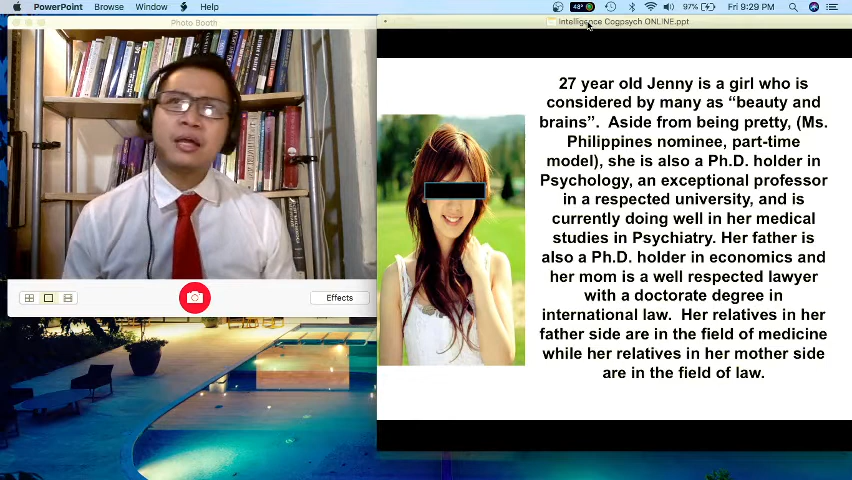 PowerPoint Browse Window Help
48° 97% Fri 9:29 PM
Photo Booth
Intelligence Cogpsych ONLINE.ppt
27 year old Jenny is a girl who is
considered by many as “beauty and
brains”. Aside from being pretty, (Ms.
Philippines nominee, part-time
model), she is also a Ph.D. holder in
Psychology, an exceptional professor
in a respected university, and is
currently doing well in her medical
studies in Psychiatry. Her father is
also a Ph.D. holder in economics and
her mom is a well respected lawyer
with a doctorate degree in
international law. Her relatives in her
father side are in the field of medicine
while her relatives in her mother side
are in the field of law.
Effects